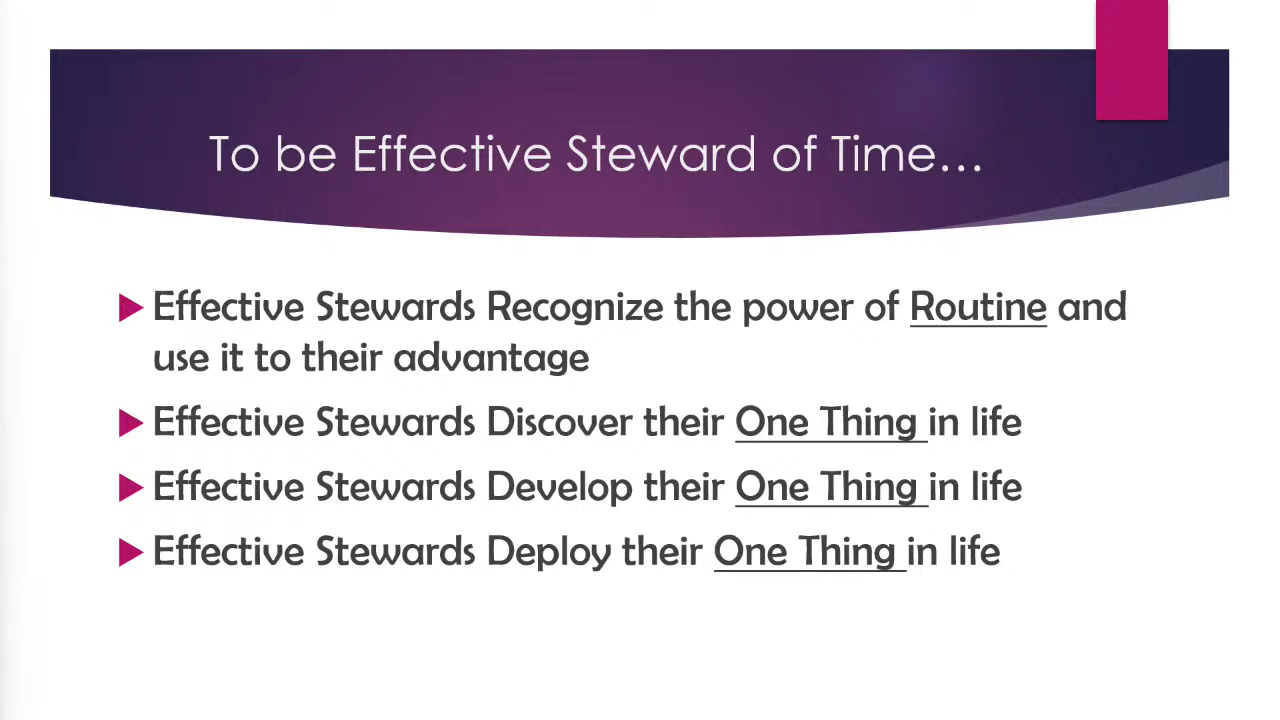 To be Effective Steward of Time...
Effective Stewards Recognize the power of Routine and
use it to their advantage
Effective Stewards Discover their One Thing in life
Effective Stewards Develop their One Thing in life
Effective Stewards Deploy their One Thing in life